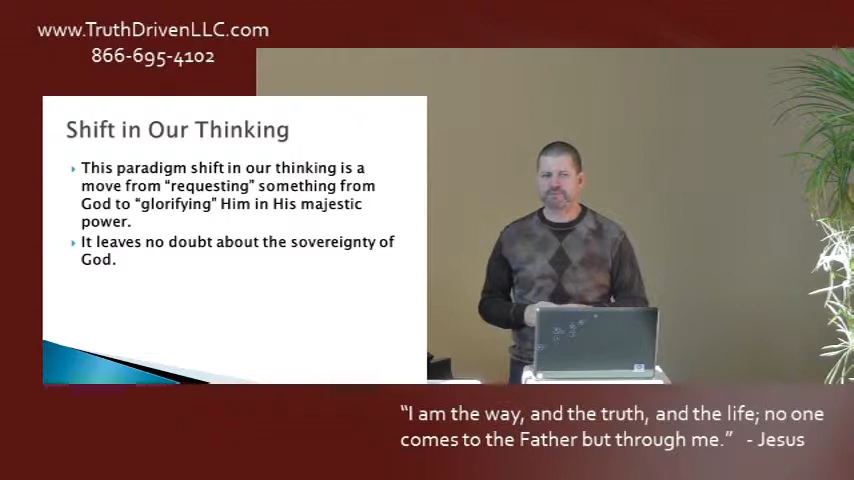 www.TruthDrivenLLC.com
866-695-4102
Shift in Our Thinking
This paradigm shift in our thinking is a
move from “requesting” something from
God to “glorifying” Him in His majestic
power.
It leaves no doubt about the sovereignty of
God.
“I am the way, and the truth, and the life; no one
comes to the Father but through me.” - Jesus